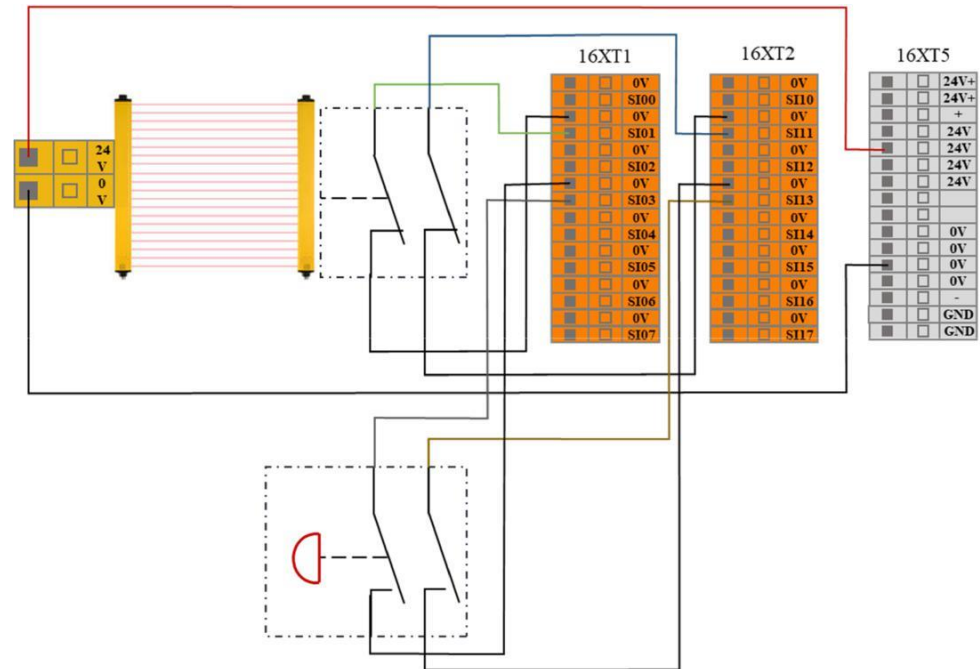 16XT1
16XT2
16XT5
24
V
0
V
0V
SI00
0V
SI01
0V
SI02
0V
SI03
0V
SI04
0V
SI05
0V
SI06
0V
SI07
0V
SI10
0V
SI11
0V
SI12
0V
SI13
0V
SI14
0V
SI15
0V
SI16
0V
SI17
24V+
24V+
+
24V
24V
24V
24V
0V
0V
0V
0V
-
GND
GND